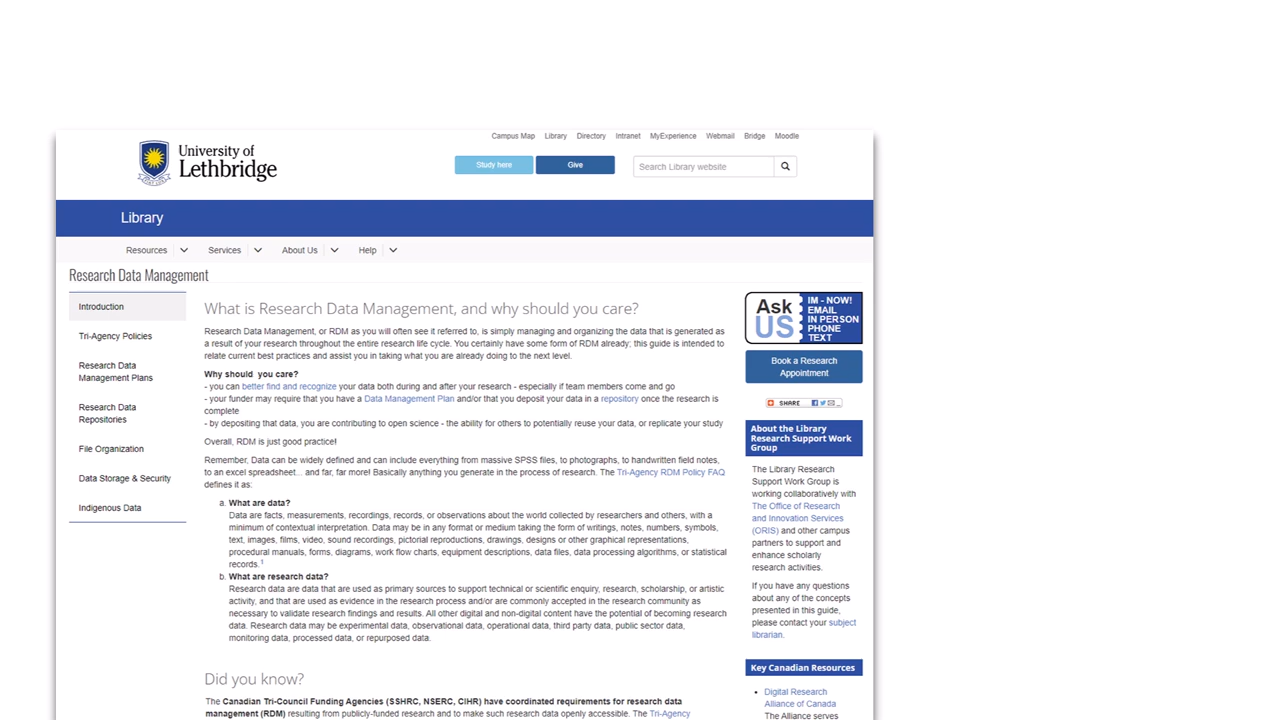 Campus Map Library Directory Intranet MyExperience Webmail Bridge Moodle
University of
Lethbridge
Study here Give Search Library website
Library
Resources Services About Us Help
Research Data Management
Introduction
Tri-Agency Policies
Research Data
Management Plans
Research Data
Repositories
File Organization
Data Storage & Security
Indigenous Data
What is Research Data Management, and why should you care?
Research Data Management, or RDM as you will often see it referred to, is simply managing and organizing the data that is generated as
a result of your research throughout the entire research life cycle. You certainly have some form of RDM already; this guide is intended to
relate current best practices and assist you in taking what you are already doing to the next level.
Why should you care?
- you can better find and recognize your data both during and after your research - especially if team members come and go
- your funder may require that you have a Data Management Plan and/or that you deposit your data in a repository once the research is
complete
- by depositing that data, you are contributing to open science - the ability for others to potentially reuse your data, or replicate your study
Overall, RDM is just good practice!
Remember, Data can be widely defined and can include everything from massive SPSS files, to photographs, to handwritten field notes,
to an excel spreadsheet... and far, far more! Basically anything you generate in the process of research. The Tri-Agency RDM Policy FAQ
defines it as:
a. What are data?
Data are facts, measurements, recordings, records, or observations about the world collected by researchers and others, with a
minimum of contextual interpretation. Data may be in any format or medium taking the form of writings, notes, numbers, symbols,
text, images, films, video, sound recordings, pictorial reproductions, drawings, designs or other graphical representations,
procedural manuals, forms, diagrams, work flow charts, equipment descriptions, data files, data processing algorithms, or statistical
records. 1
b. What are research data?
Research data are data that are used as primary sources to support technical or scientific enquiry, research, scholarship, or artistic
activity, and that are used as evidence in the research process and/or are commonly accepted in the research community as
necessary to validate research findings and results. All other digital and non-digital content have the potential of becoming research
data. Research data may be experimental data, observational data, operational data, third party data, public sector data,
monitoring data, processed data, or repurposed data.
Did you know?
The Canadian Tri-Council Funding Agencies (SSHRC, NSERC, CIHR) have coordinated requirements for research data
management (RDM) resulting from publicly-funded research and to make such research data openly accessible. The Tri-Agency
Ask
US
IM - NOW!
EMAIL
IN PERSON
PHONE
TEXT
Book a Research
Appointment
SHARE
About the Library
Research Support Work
Group
The Library Research
Support Work Group is
working collaboratively with
The Office of Research
and Innovation Services
(ORIS) and other campus
partners to support and
enhance scholarly
research activities.
If you have any questions
about any of the concepts
presented in this guide,
please contact your subject
librarian.
Key Canadian Resources
• Digital Research
Alliance of Canada
The Alliance serves